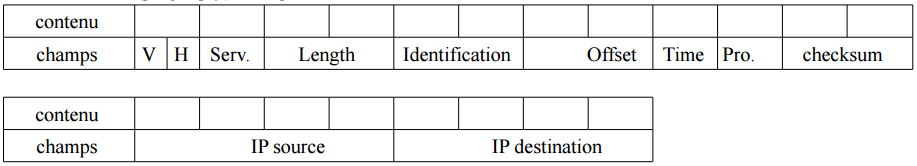 contenu
champs V H Serv. Length Identification Offset Time Pro. checksum
contenu
champs IP source IP destination